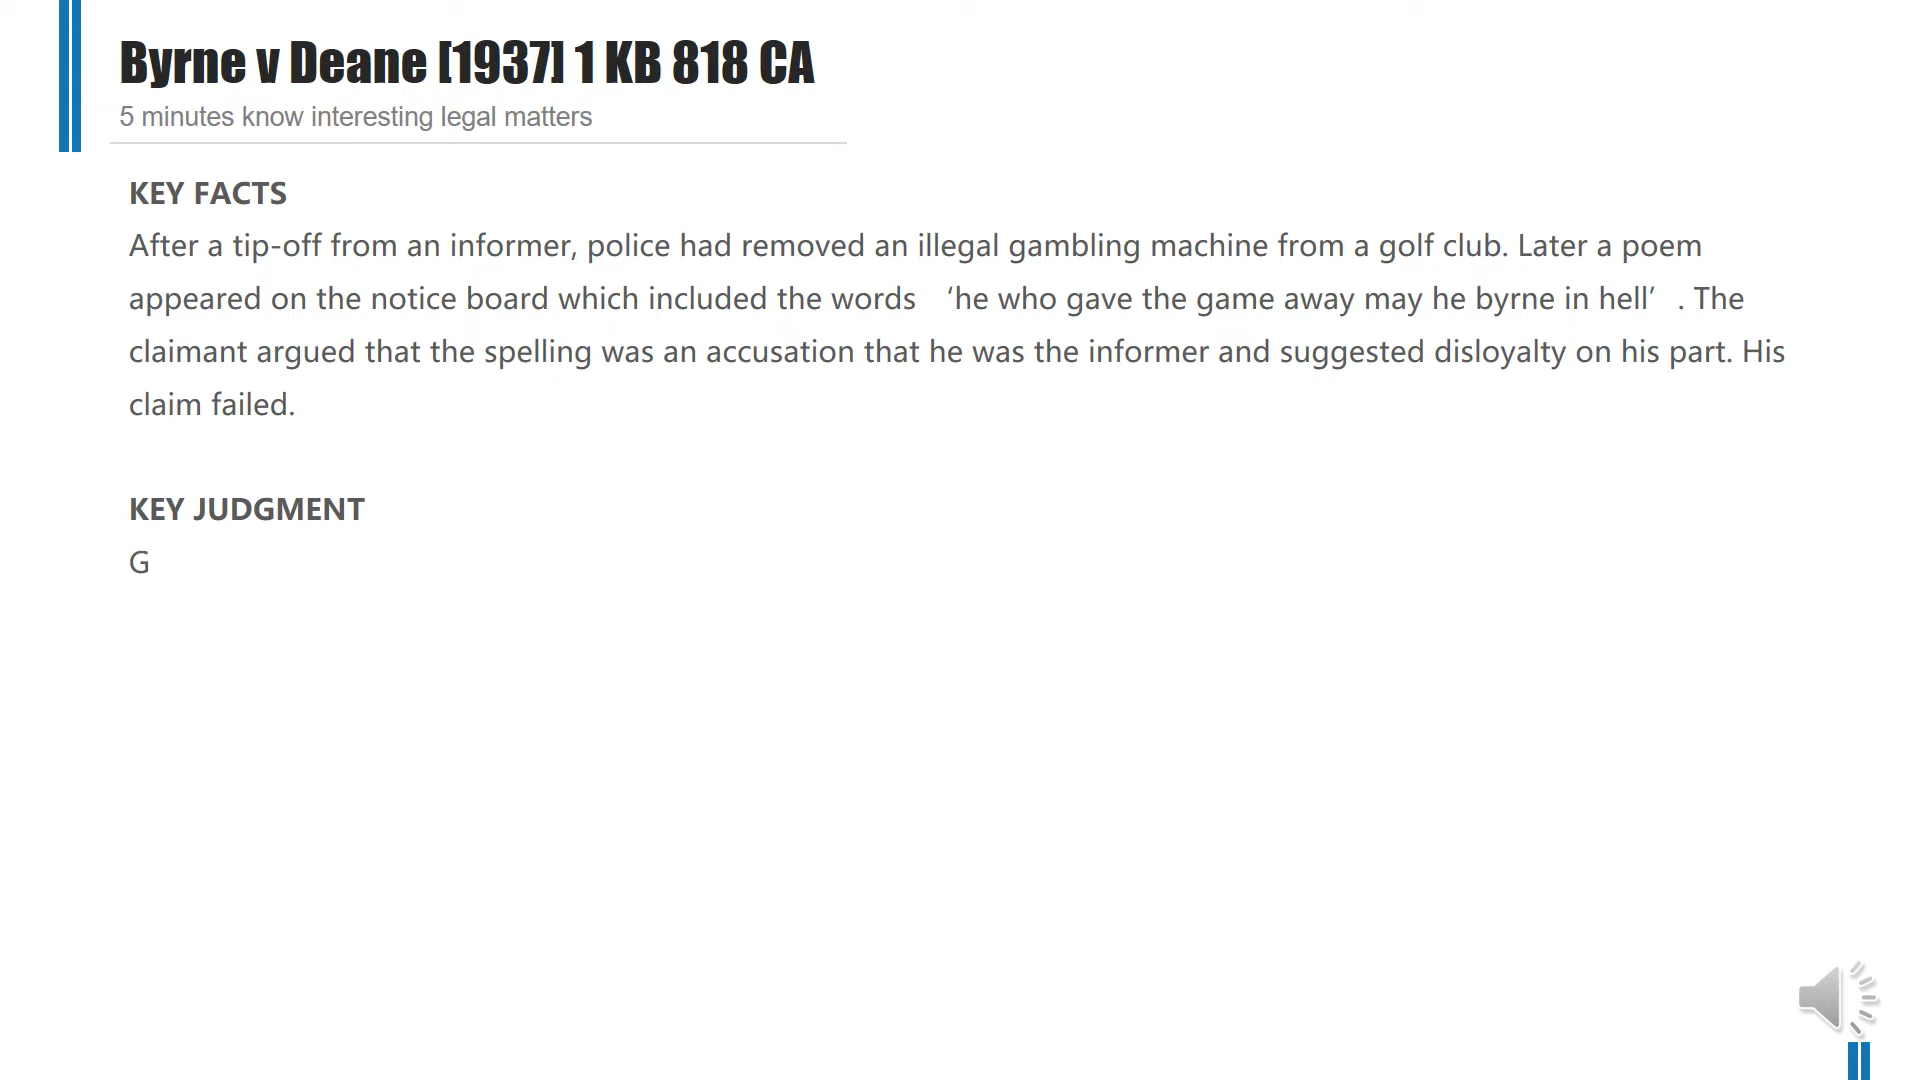 Byrne v Deane [1937] 1 KB 818 CA
5 minutes know interesting legal matters
KEY FACTS
After a tip-off from an informer, police had removed an illegal gambling machine from a golf club. Later a poem
appeared on the notice board which included the words ‘he who gave the game away may he byrne in hell’. The
claimant argued that the spelling was an accusation that he was the informer and suggested disloyalty on his part. His
claim failed.
KEY JUDGMENT
G